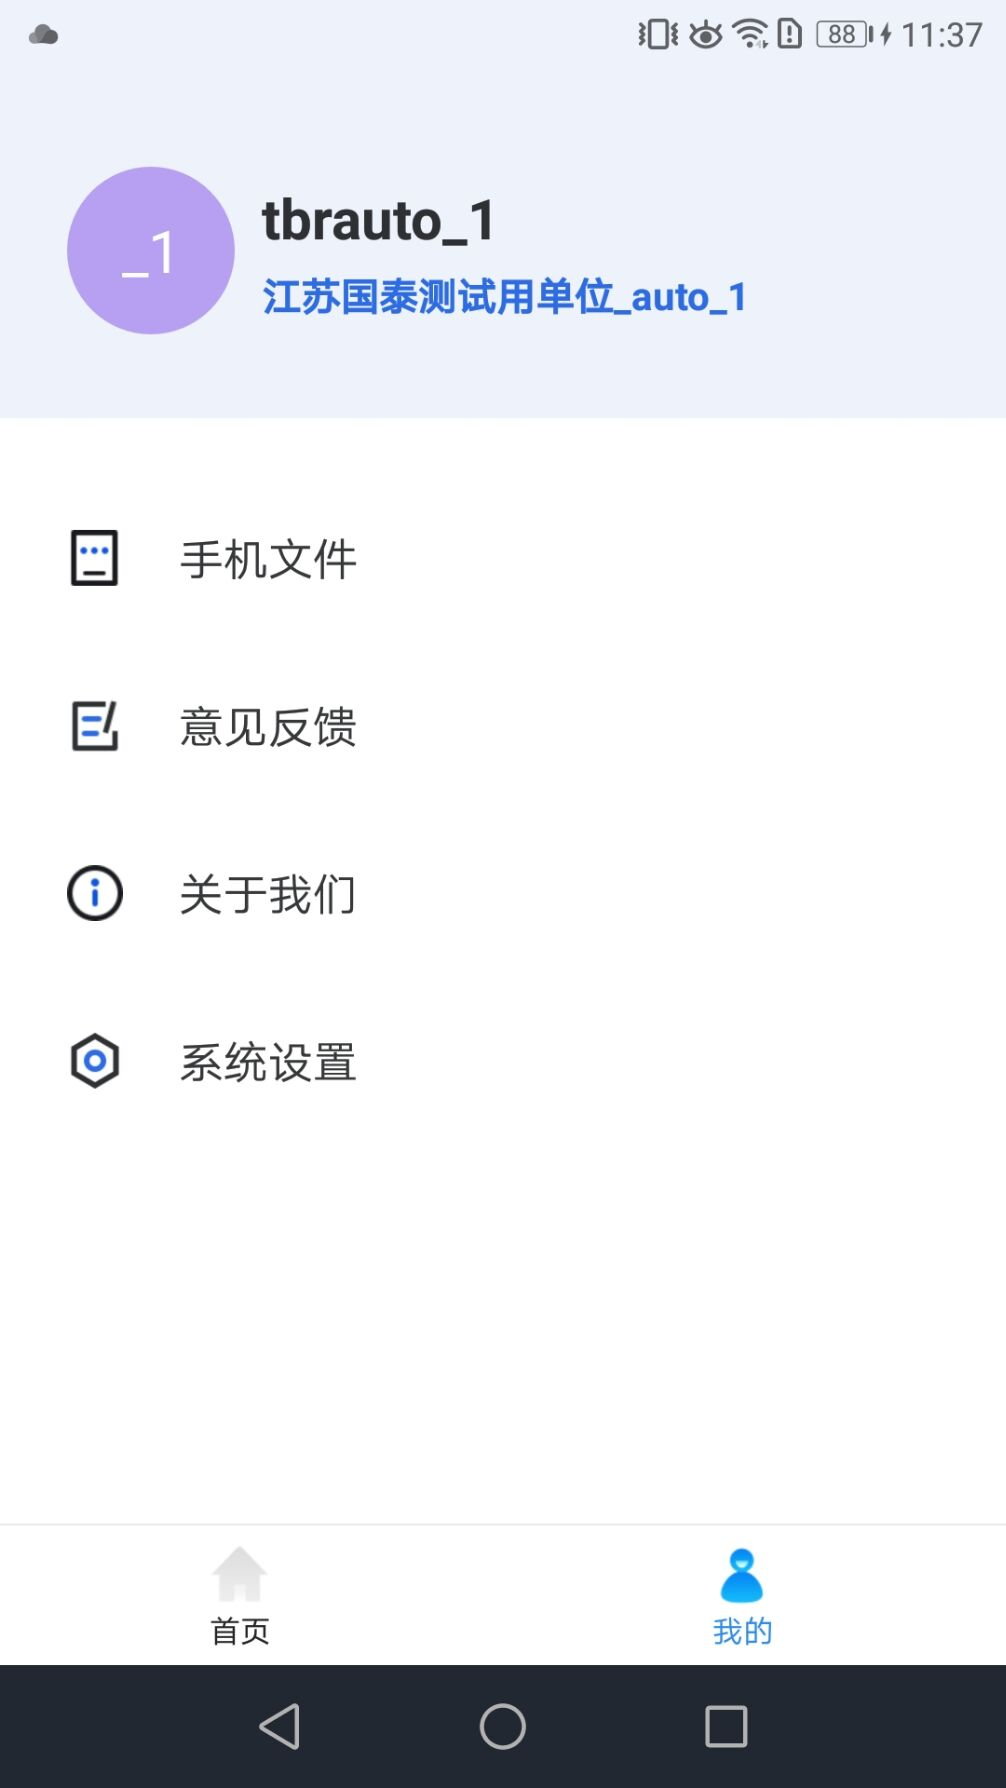 88 11:37
_1
tbrauto_1
江苏国泰测试用单位_auto_1
手机文件
意见反馈
关于我们
系统设置
首页
我的